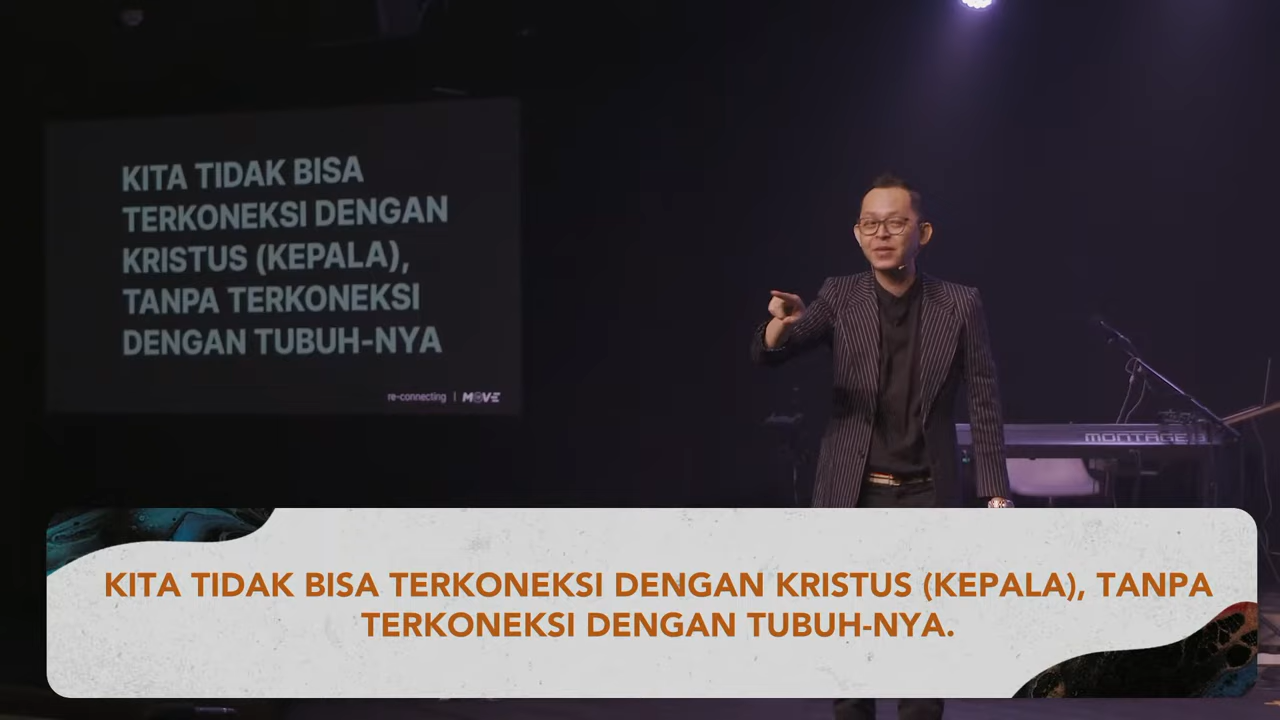 KITA TIDAK BISA
TERKONEKSI DENGAN
KRISTUS (KEPALA),
TANPA TERKONEKSI
DENGAN TUBUH-NYA
re-connecting | MOVE
MONTAGE
KITA TIDAK BISA TERKONEKSI DENGAN KRISTUS (KEPALA), TANPA
TERKONEKSI DENGAN TUBUH-NYA.